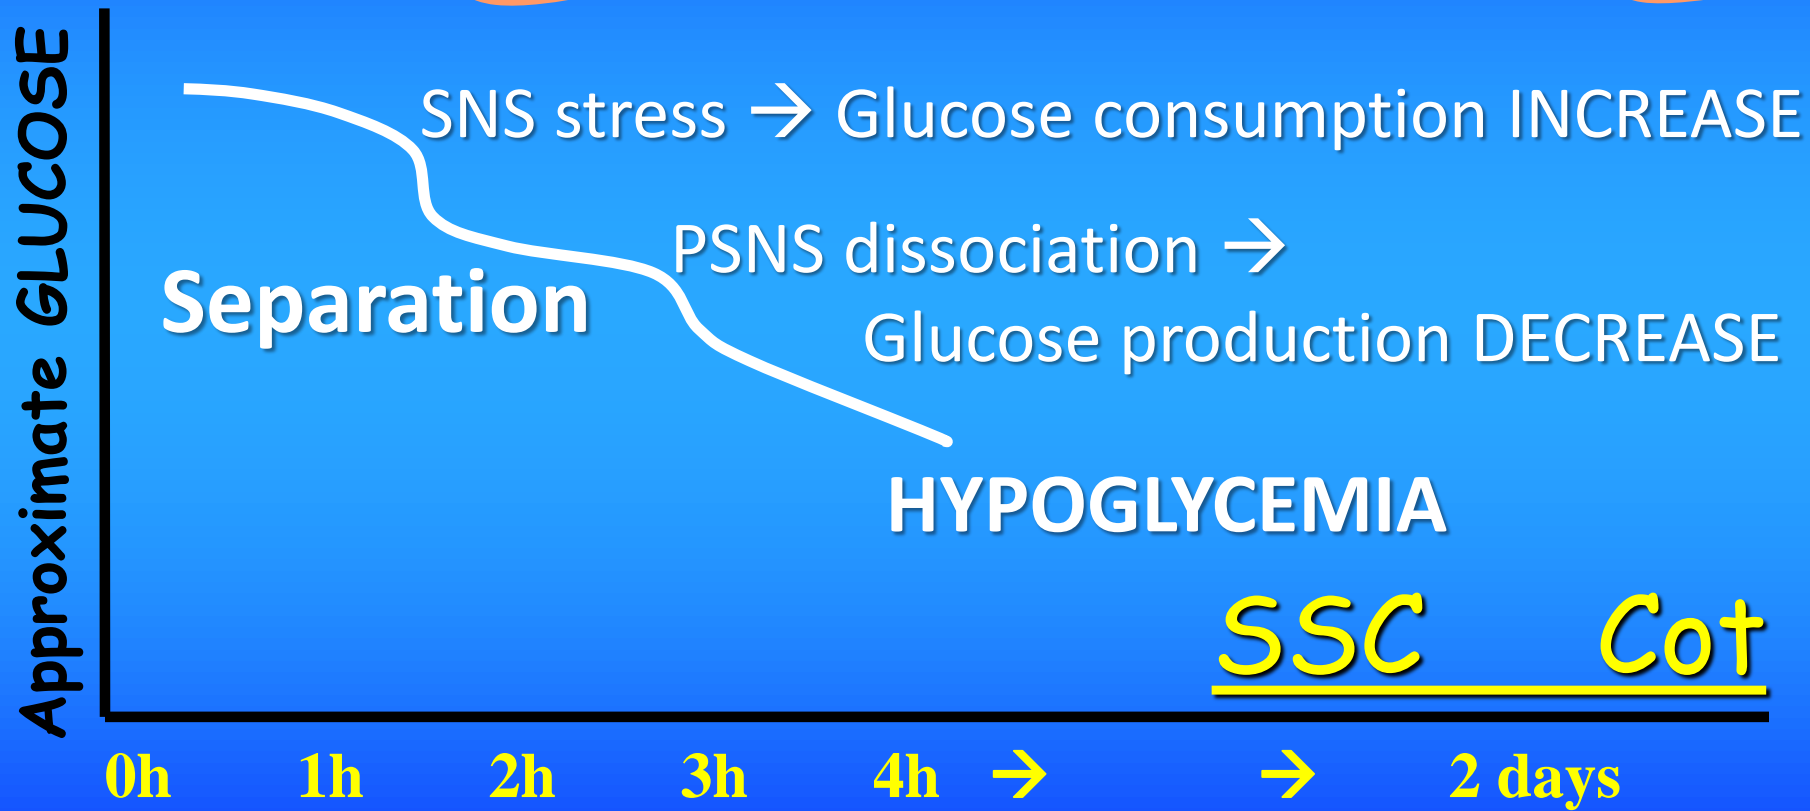 Approximate GLUCOSE
SNS stress → Glucose consumption INCREASE
PSNS dissociation →
Glucose production DECREASE
Separation
HYPOGLYCEMIA
SSC Cot
0h 1h 2h 3h 4h → → 2 days